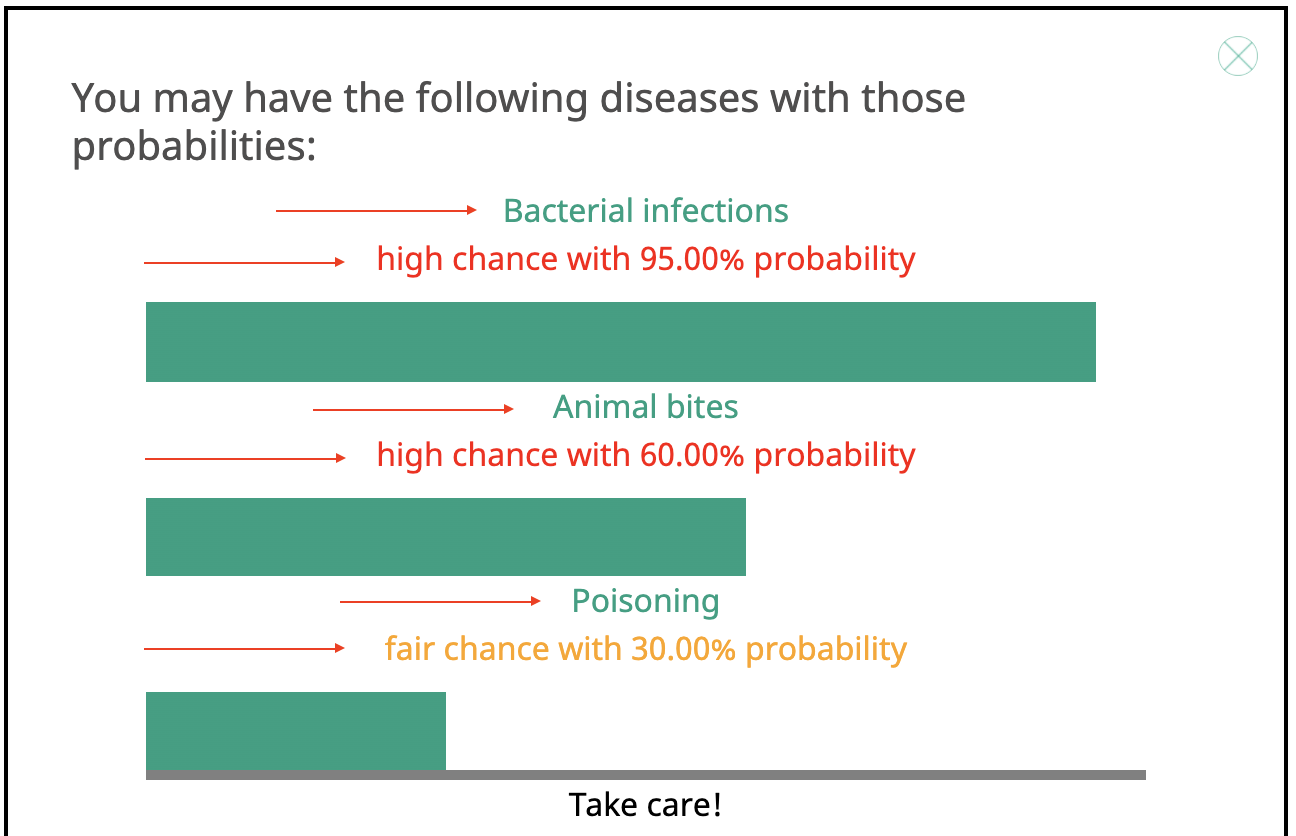 You may have the following diseases with those
probabilities:
Bacterial infections
high chance with 95.00% probability
Animal bites
high chance with 60.00% probability
Poisoning
fair chance with 30.00% probability
Take care!